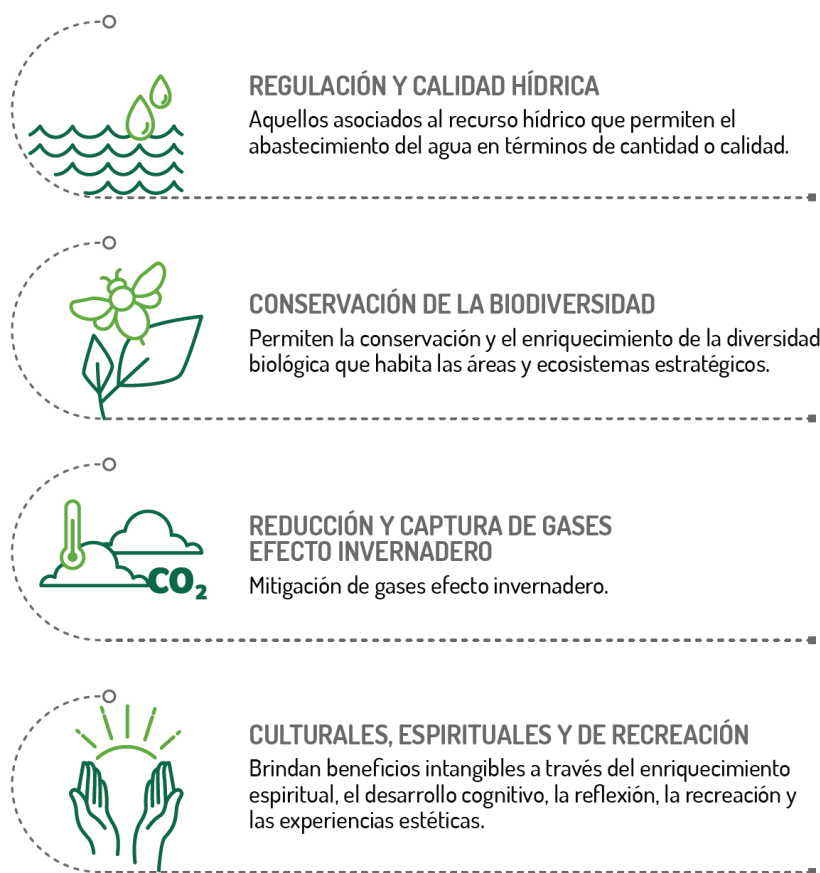 REGULACIÓN Y CALIDAD HÍDRICA
Aquellos asociados al recurso hídrico que permiten el
abastecimiento del agua en términos de cantidad o calidad.
CONSERVACIÓN DE LA BIODIVERSIDAD
Permiten la conservación y el enriquecimiento de la diversidad
biológica que habita las áreas y ecosistemas estratégicos.
CO₂
REDUCCIÓN Y CAPTURA DE GASES
EFECTO INVERNADERO
Mitigación de gases efecto invernadero.
CULTURALES, ESPIRITUALES Y DE RECREACIÓN
Brindan beneficios intangibles a través del enriquecimiento
espiritual, el desarrollo cognitivo, la reflexión, la recreación y
las experiencias estéticas.